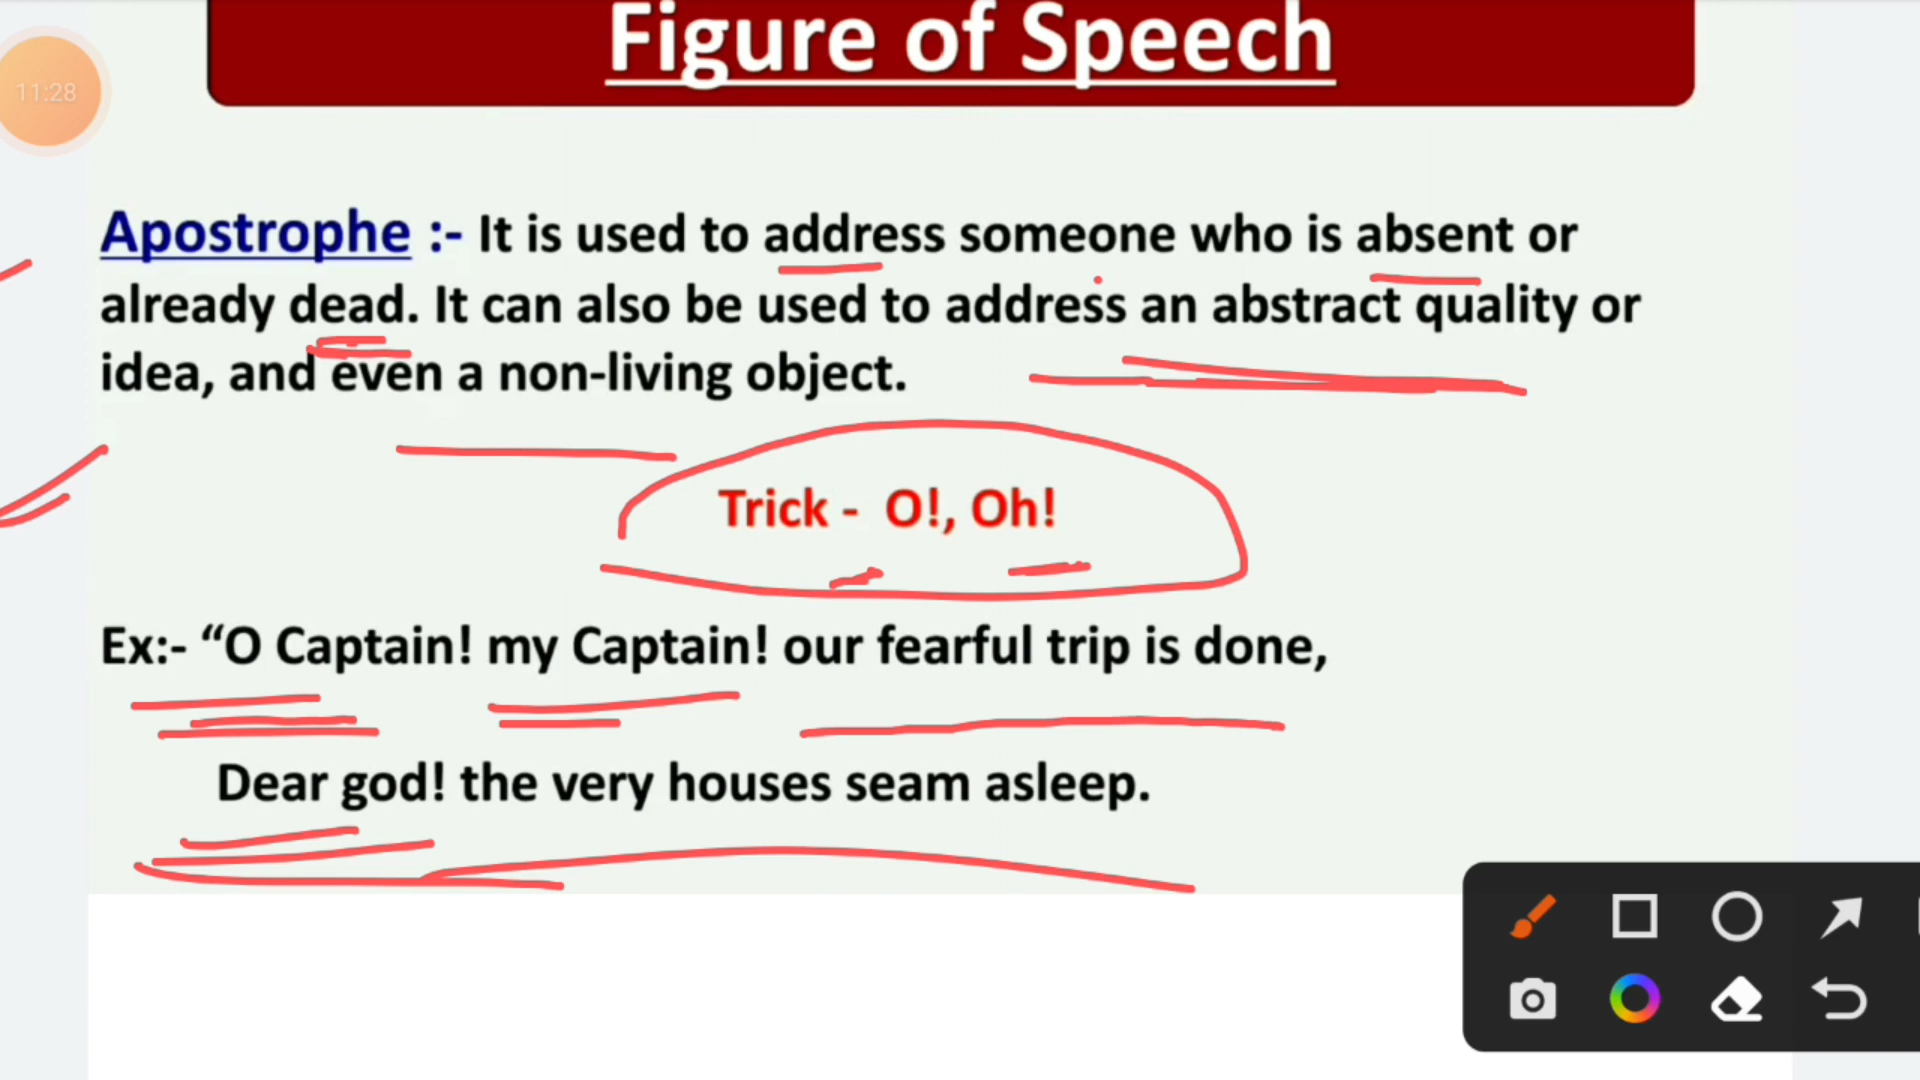 Figure of Speech
11:28
Apostrophe :- It is used to address someone who is absent or
already dead. It can also be used to address an abstract quality or
idea, and even a non-living object.
Trick - O!, Oh!
Ex:- “O Captain! my Captain! our fearful trip is done,
Dear god! the very houses seam asleep.